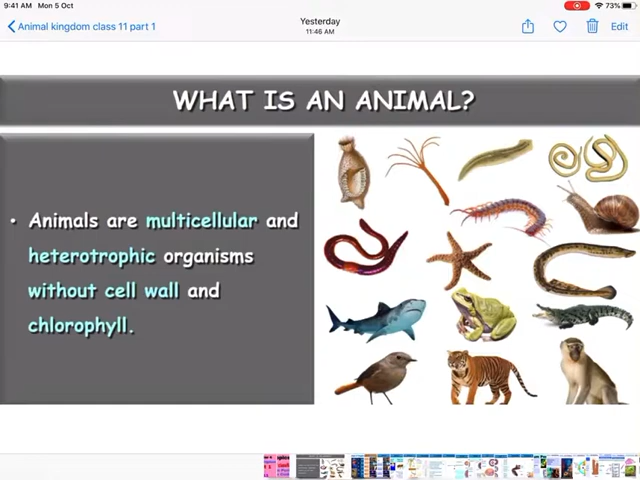 9:41 AM Mon 5 Oct
73%
Animal kingdom class 11 part 1
Yesterday
11:46 AM
Edit
WHAT IS AN ANIMAL?
• Animals are multicellular and
heterotrophic organisms
without cell wall and
chlorophyll.